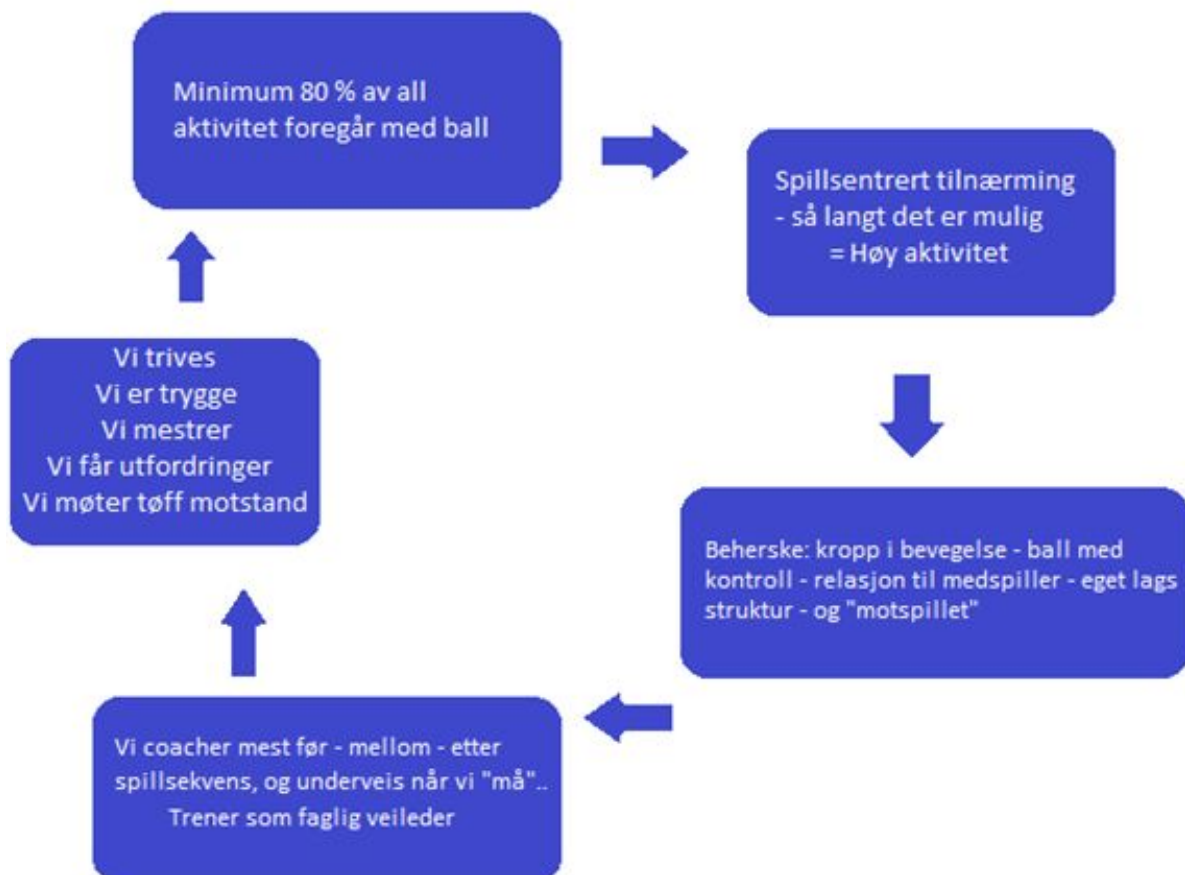 Minimum 80 % av all
aktivitet foregår med ball
Spillsentrert tilnærming
- så langt det er mulig
= Høy aktivitet
Beherske: kropp i bevegelse - ball med
kontroll - relasjon til medspiller - eget lags
struktur - og "motspillet"
Vi coacher mest før - mellom - etter
spillsekvens, og underveis når vi "må"..
Trener som faglig veileder
Vi trives
Vi er trygge
Vi mestrer
Vi får utfordringer
Vi møter tøff motstand